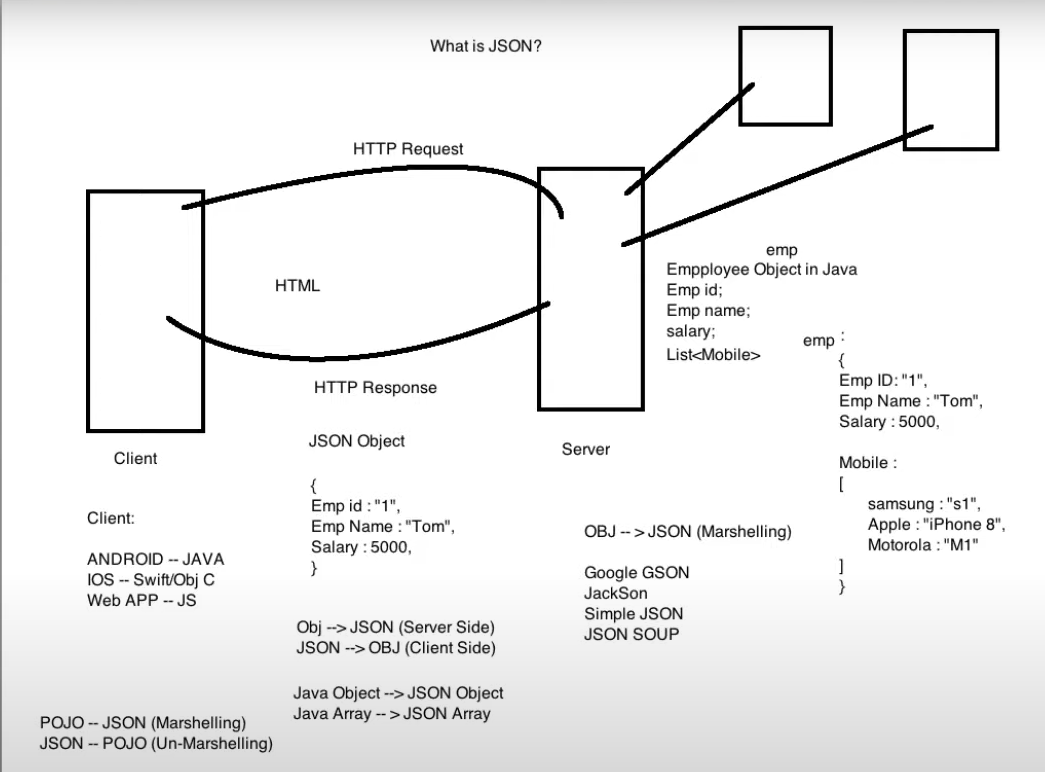 What is JSON?
HTTP Request
HTML
HTTP Response
Client
Server
emp
Empployee Object in Java
Emp id;
Emp name;
salary;
List<Mobile>
emp :
{
Emp ID: "1",
Emp Name : "Tom",
Salary : 5000,
Mobile :
[
samsung : "s1",
Apple : "iPhone 8",
Motorola : "M1"
]
}
JSON Object
{
Emp id : "1",
Emp Name : "Tom",
Salary : 5000,
}
Client:
ANDROID -- JAVA
IOS -- Swift/Obj C
Web APP -- JS
OBJ -- > JSON (Marshelling)
Google GSON
JackSon
Simple JSON
JSON SOUP
Obj --> JSON (Server Side)
JSON --> OBJ (Client Side)
Java Object --> JSON Object
Java Array -- > JSON Array
POJO -- JSON (Marshelling)
JSON -- POJO (Un-Marshelling)